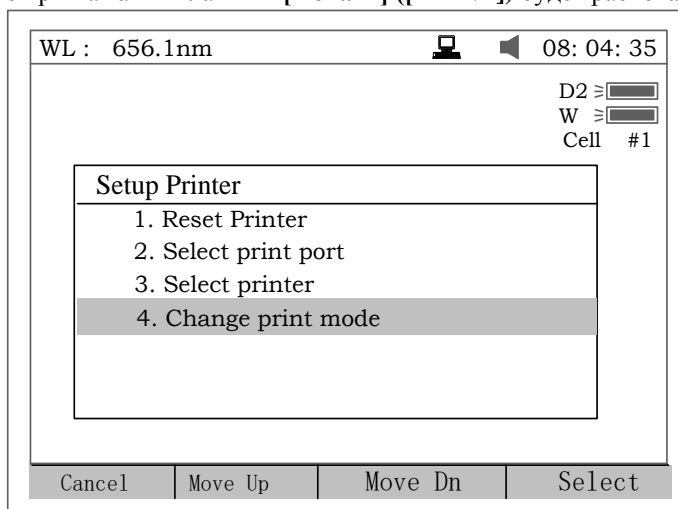 WL : 656.1nm 08: 04: 35
D2
W
Cell #1
Setup Printer
1. Reset Printer
2. Select print port
3. Select printer
4. Change print mode
Cancel Move Up Move Dn Select